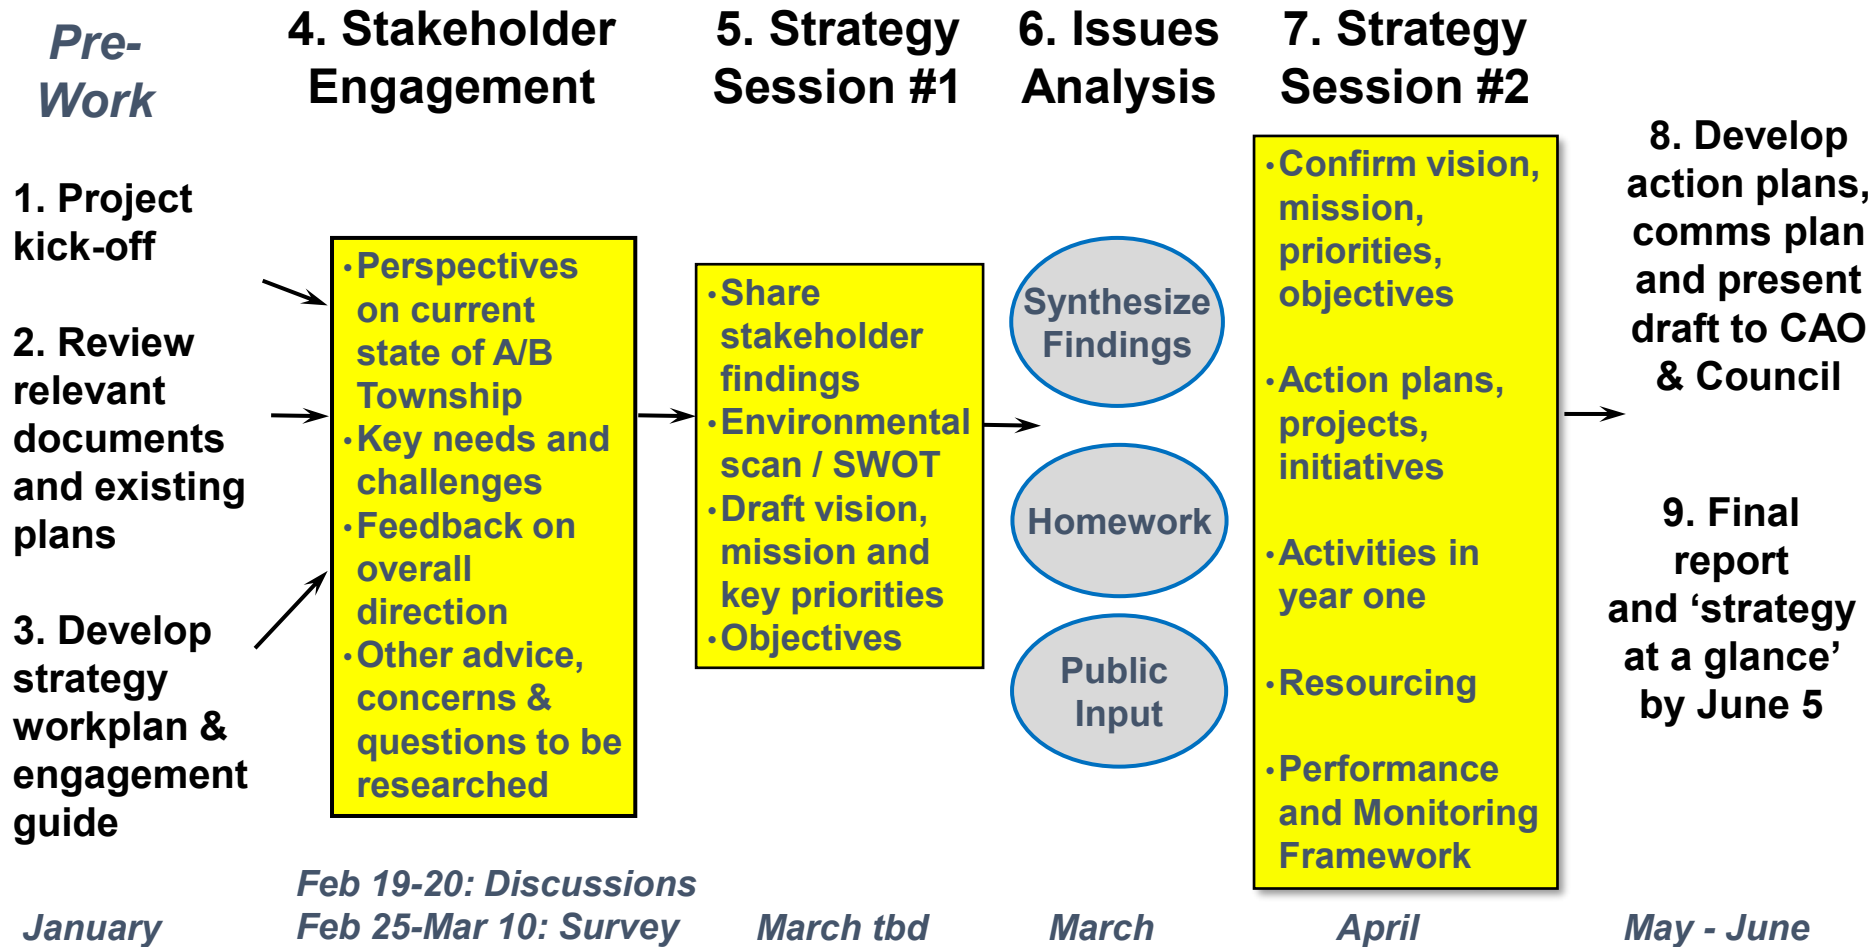 Pre-
Work
1. Project
kick-off
2. Review
relevant
documents
and existing
plans
3. Develop
strategy
workplan &
engagement
guide
January
4. Stakeholder
Engagement
•Perspectives
on current
state of A/B
Township
•Key needs and
challenges
•Feedback on
overall
direction
•Other advice,
concerns &
questions to be
researched
Feb 19-20: Discussions
Feb 25-Mar 10: Survey
5. Strategy
Session #1
•Share
stakeholder
findings
•Environmental
scan / SWOT
•Draft vision,
mission and
key priorities
•Objectives
March tbd
6. Issues
Analysis
Synthesize
Findings
Homework
Public
Input
March
7. Strategy
Session #2
•Confirm vision,
mission,
priorities,
objectives
•Action plans,
projects,
initiatives
•Activities in
year one
•Resourcing
•Performance
and Monitoring
Framework
April
8. Develop
action plans,
comms plan
and present
draft to CAO
& Council
9. Final
report
and ‘strategy
at a glance’
by June 5
May - June